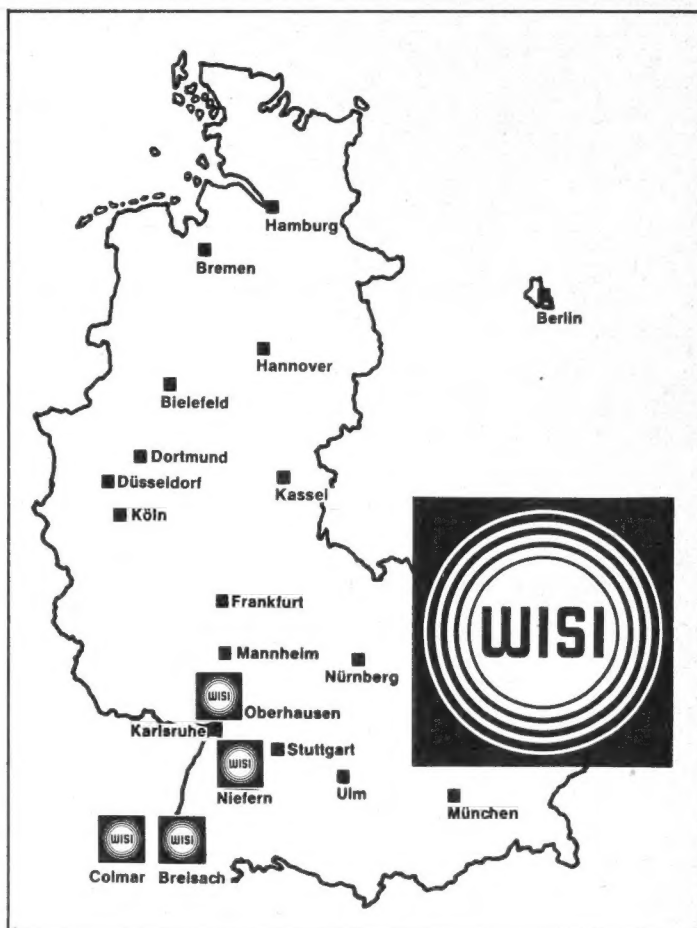 Hamburg
Bremen
Berlin
Hannover
Bielefeld
Dortmund
Düsseldorf
Kassel
Köln
WISI
Frankfurt
Mannheim
Nürnberg
WISI
Oberhausen
Karlsruhe
Stuttgart
WISI
Niefern
Ulm
München
WISI
WISI
Colmar
Breisach